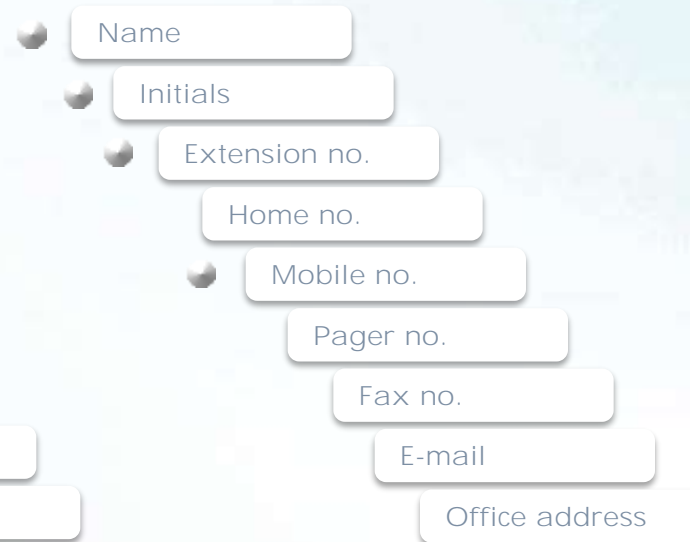 Name
Initials
Extension no.
Home no.
Mobile no.
Pager no.
Fax no.
E-mail
Office address